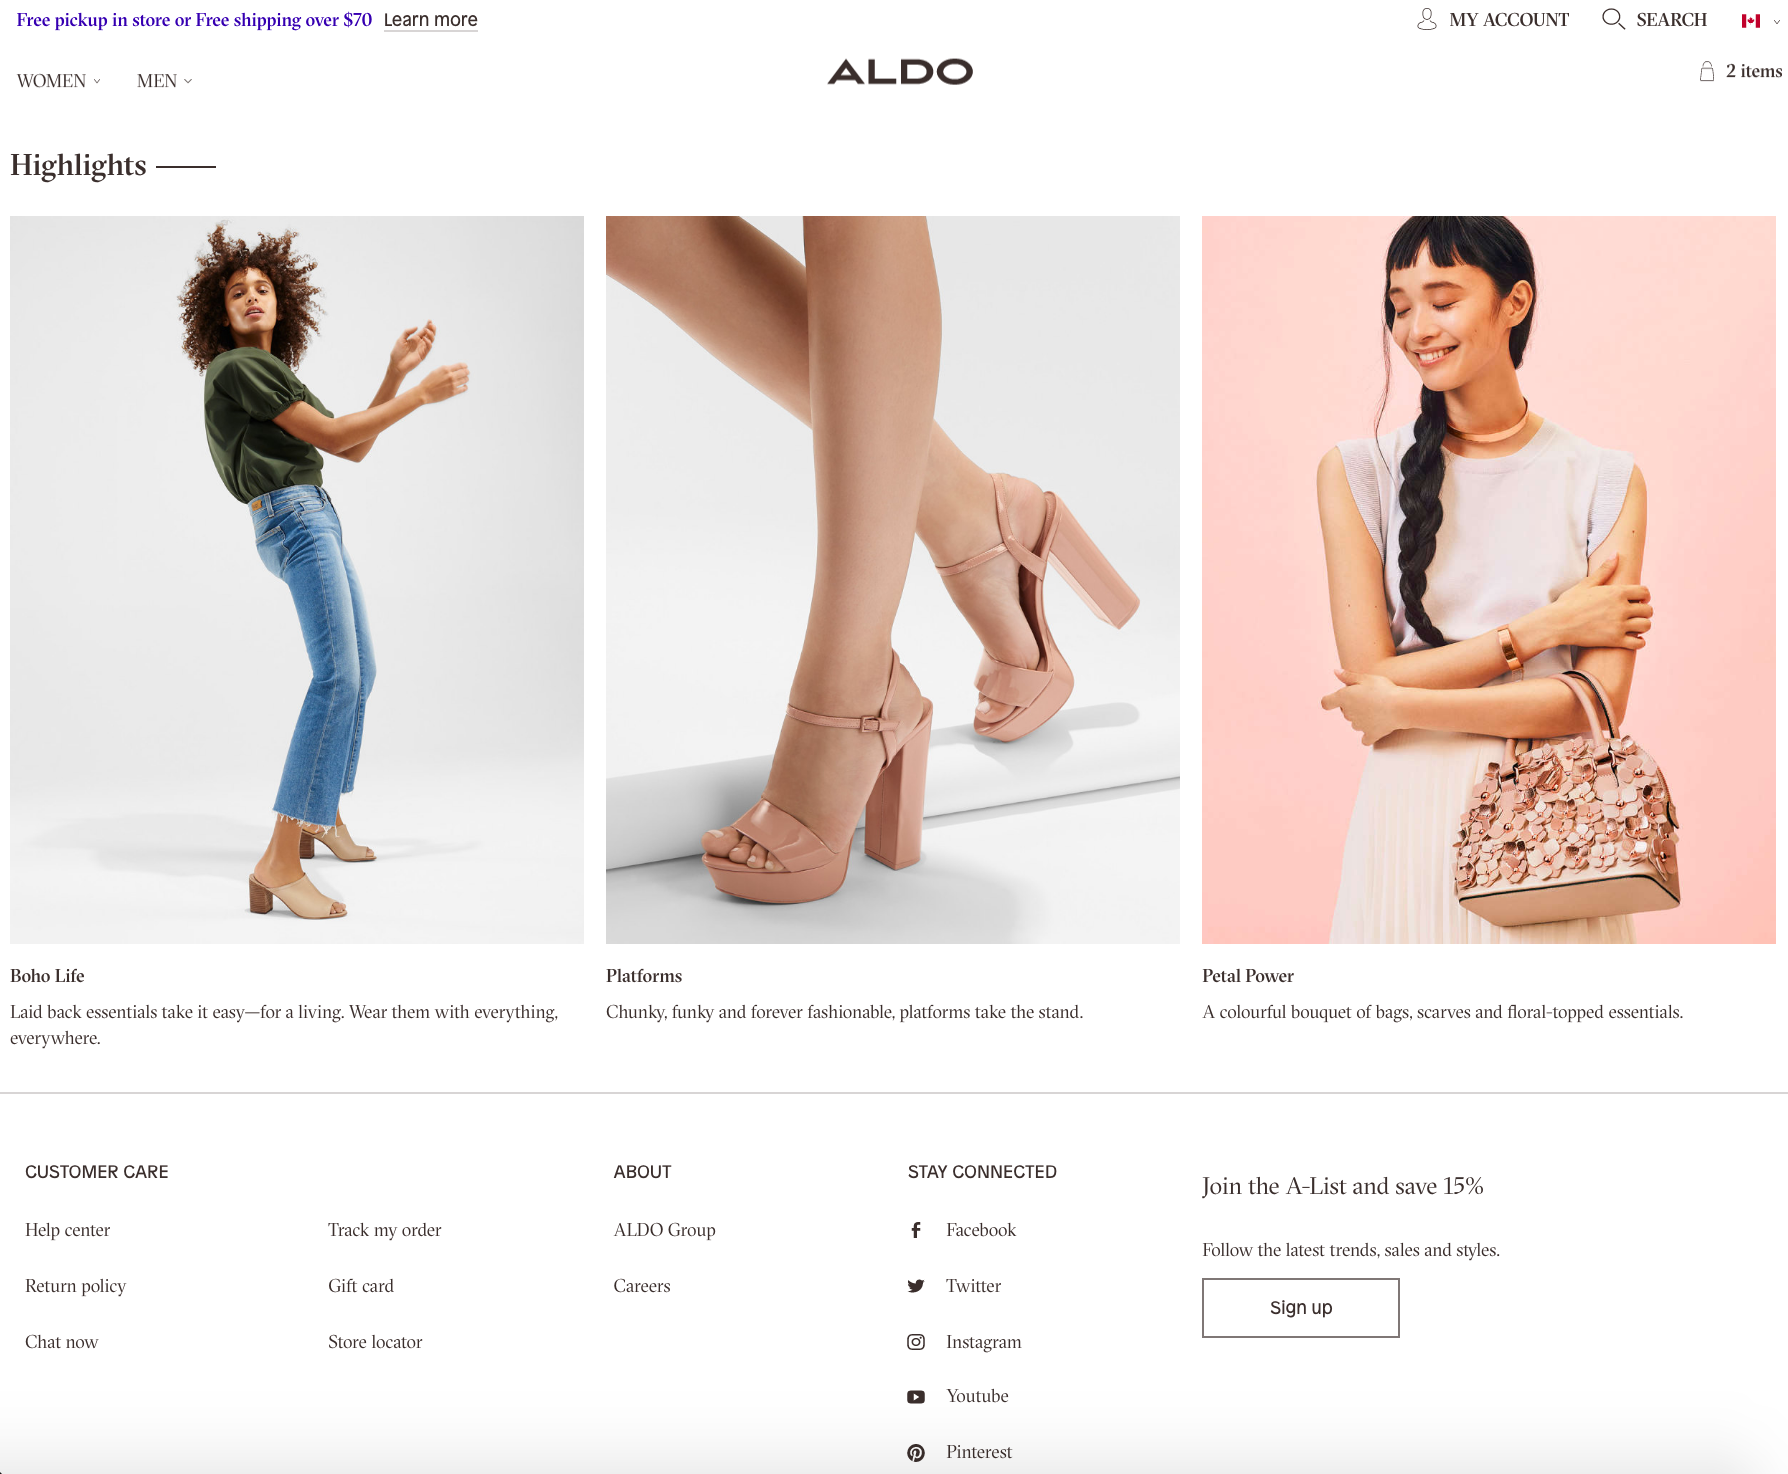 Free pickup in store or Free shipping over $70 Learn more
MY ACCOUNT
SEARCH
WOMEN
MEN
ALDO
2 items
Highlights
Boho Life
Laid back essentials take it easy—for a living. Wear them with everything,
everywhere.
Platforms
Chunky, funky and forever fashionable, platforms take the stand.
Petal Power
A colourful bouquet of bags, scarves and floral-topped essentials.
CUSTOMER CARE
Help center
Return policy
Chat now
Track my order
Gift card
Store locator
ABOUT
ALDO Group
Careers
STAY CONNECTED
Facebook
Twitter
Instagram
Youtube
Pinterest
Join the A-List and save 15%
Follow the latest trends, sales and styles.
Sign up